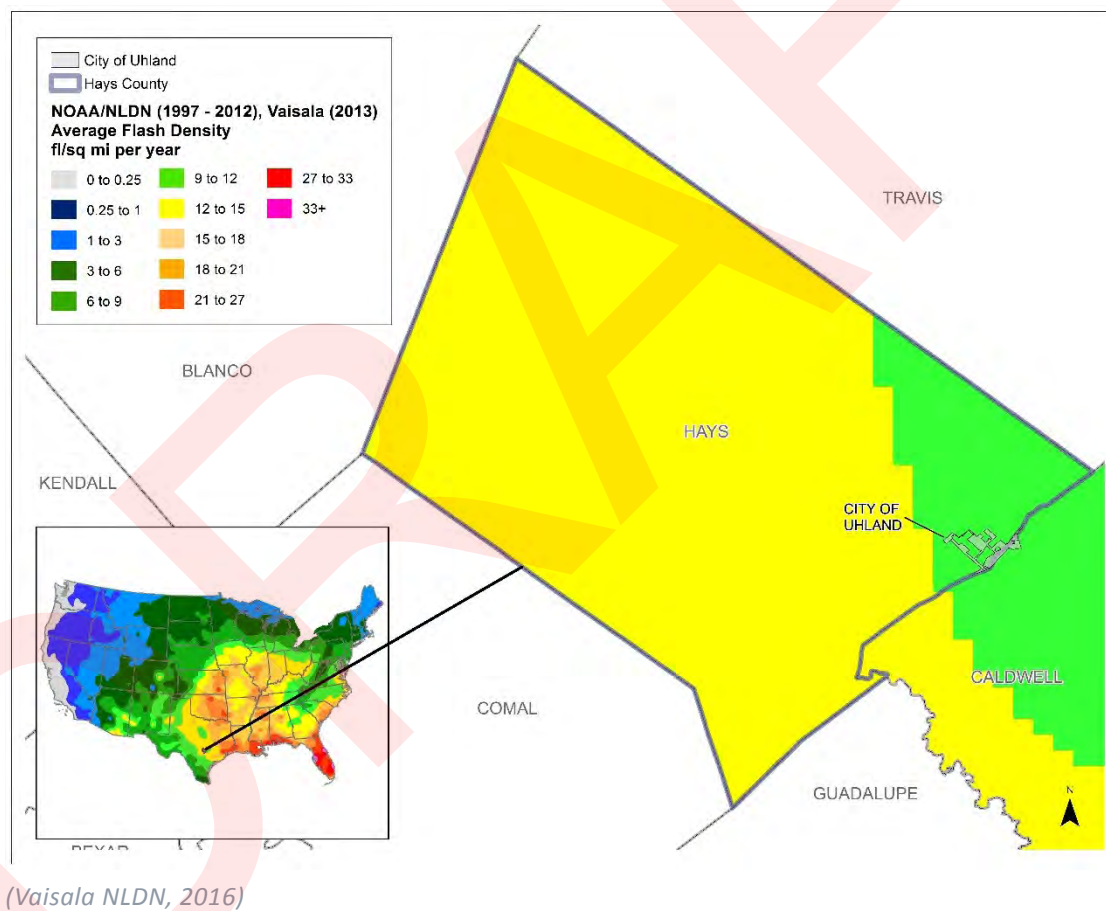 City of Uhland
Hays County
NOAA/NLDN (1997 - 2012), Vaisala (2013)
Average Flash Density
fl/sq mi per year
0 to 0.25
0.25 to 1
1 to 3
3 to 6
6 to 9
9 to 12
12 to 15
15 to 18
18 to 21
21 to 27
27 to 33
33+
TRAVIS
BLANCO
HAYS
KENDALL
CITY OF
UHLAND
CALDWELL
COMAL
GUADALUPE
N
(Vaisala NLDN, 2016)